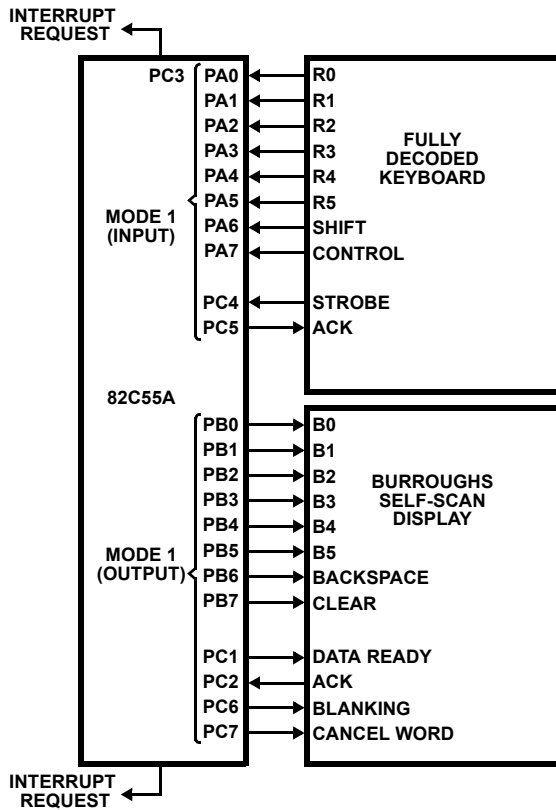 INTERRUPT
REQUEST
PC3 PA0 R0
PA1 R1
PA2 R2
PA3 R3
PA4 R4
PA5 R5
PA6 SHIFT
PA7 CONTROL
MODE 1
(INPUT)
FULLY
DECODED
KEYBOARD
PC4 STROBE
PC5 ACK
82C55A
PB0 B0
PB1 B1
PB2 B2
PB3 B3
PB4 B4
PB5 B5
PB6 BACKSPACE
PB7 CLEAR
MODE 1
(OUTPUT)
BURROUGHS
SELF-SCAN
DISPLAY
PC1 DATA READY
PC2 ACK
PC6 BLANKING
PC7 CANCEL WORD
INTERRUPT
REQUEST